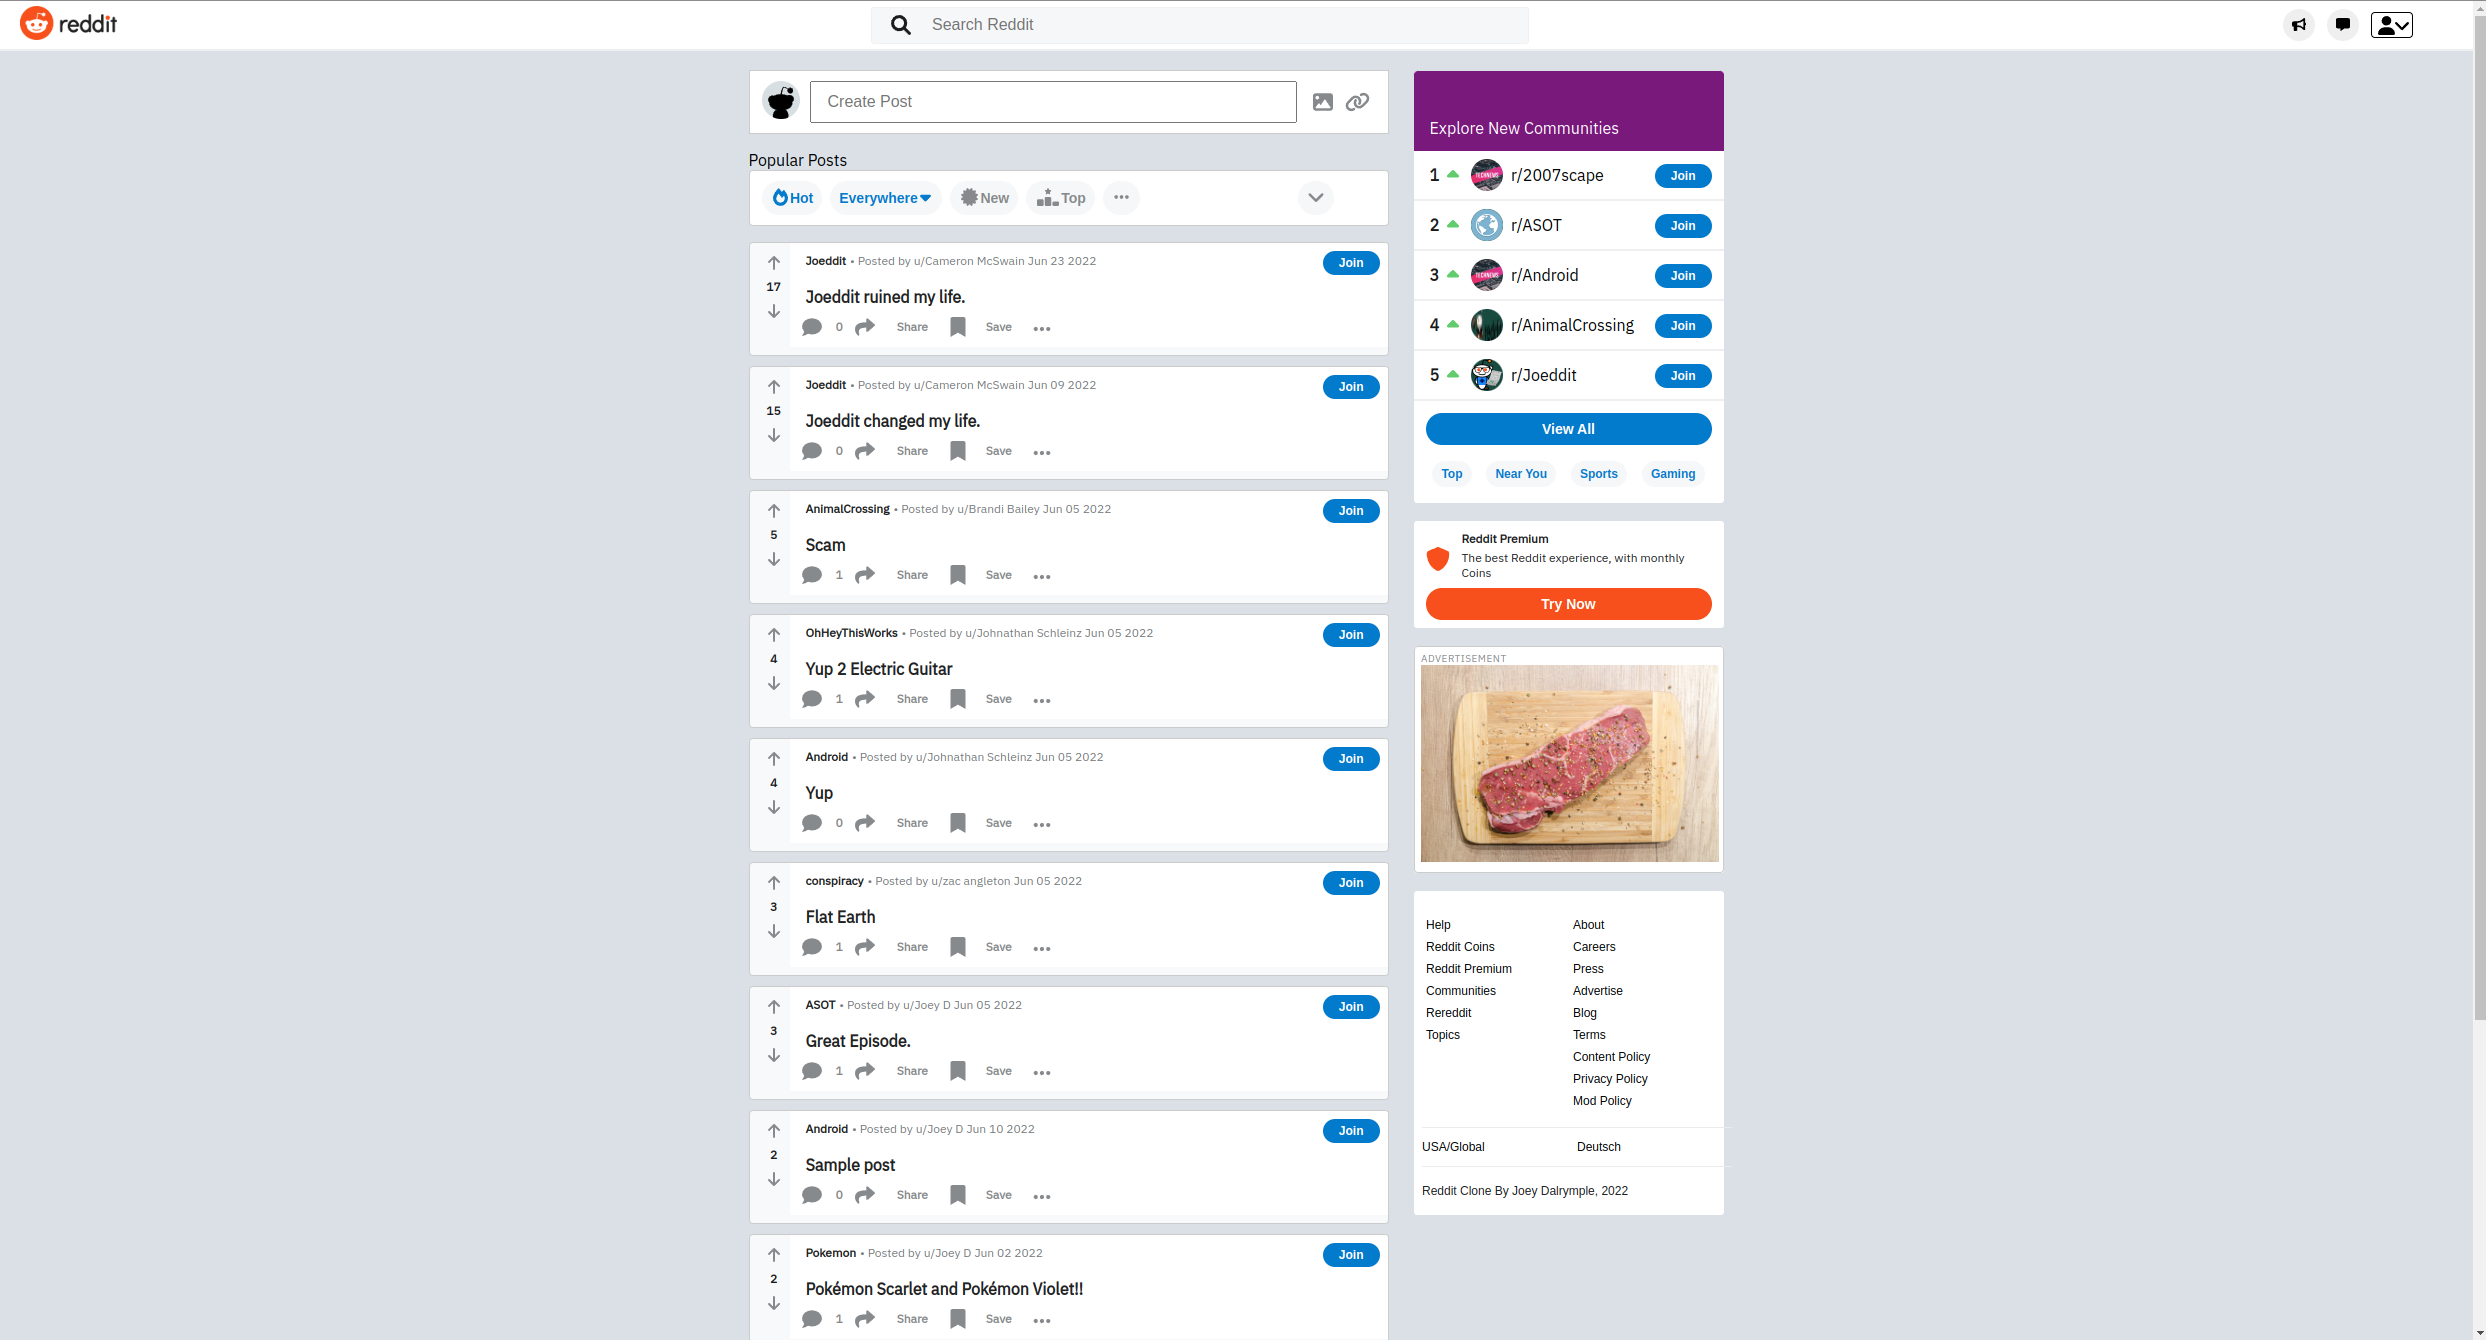 reddit
Search Reddit
Create Post
Popular Posts
Hot Everywhere New Top
Joeddit • Posted by u/Cameron McSwain Jun 23 2022 Join
17
Joeddit ruined my life.
0 Share Save
Joeddit • Posted by u/Cameron McSwain Jun 09 2022 Join
15
Joeddit changed my life.
0 Share Save
AnimalCrossing • Posted by u/Brandi Bailey Jun 05 2022 Join
5
Scam
1 Share Save
OhHeyThisWorks • Posted by u/Johnathan Schleinz Jun 05 2022 Join
4
Yup 2 Electric Guitar
1 Share Save
Android • Posted by u/Johnathan Schleinz Jun 05 2022 Join
4
Yup
0 Share Save
conspiracy • Posted by u/zac angleton Jun 05 2022 Join
3
Flat Earth
1 Share Save
ASOT • Posted by u/Joey D Jun 05 2022 Join
3
Great Episode.
1 Share Save
Android • Posted by u/Joey D Jun 10 2022 Join
2
Sample post
0 Share Save
Pokemon • Posted by u/Joey D Jun 02 2022 Join
2
Pokémon Scarlet and Pokémon Violet!!
1 Share Save
Explore New Communities
1 r/2007scape Join
2 r/ASOT Join
3 r/Android Join
4 r/AnimalCrossing Join
5 r/Joeddit Join
View All
Top Near You Sports Gaming
Reddit Premium
The best Reddit experience, with monthly
Coins
Try Now
ADVERTISEMENT
Help About
Reddit Coins Careers
Reddit Premium Press
Communities Advertise
Rereddit Blog
Topics Terms
Content Policy
Privacy Policy
Mod Policy
USA/Global Deutsch
Reddit Clone By Joey Dalrymple, 2022